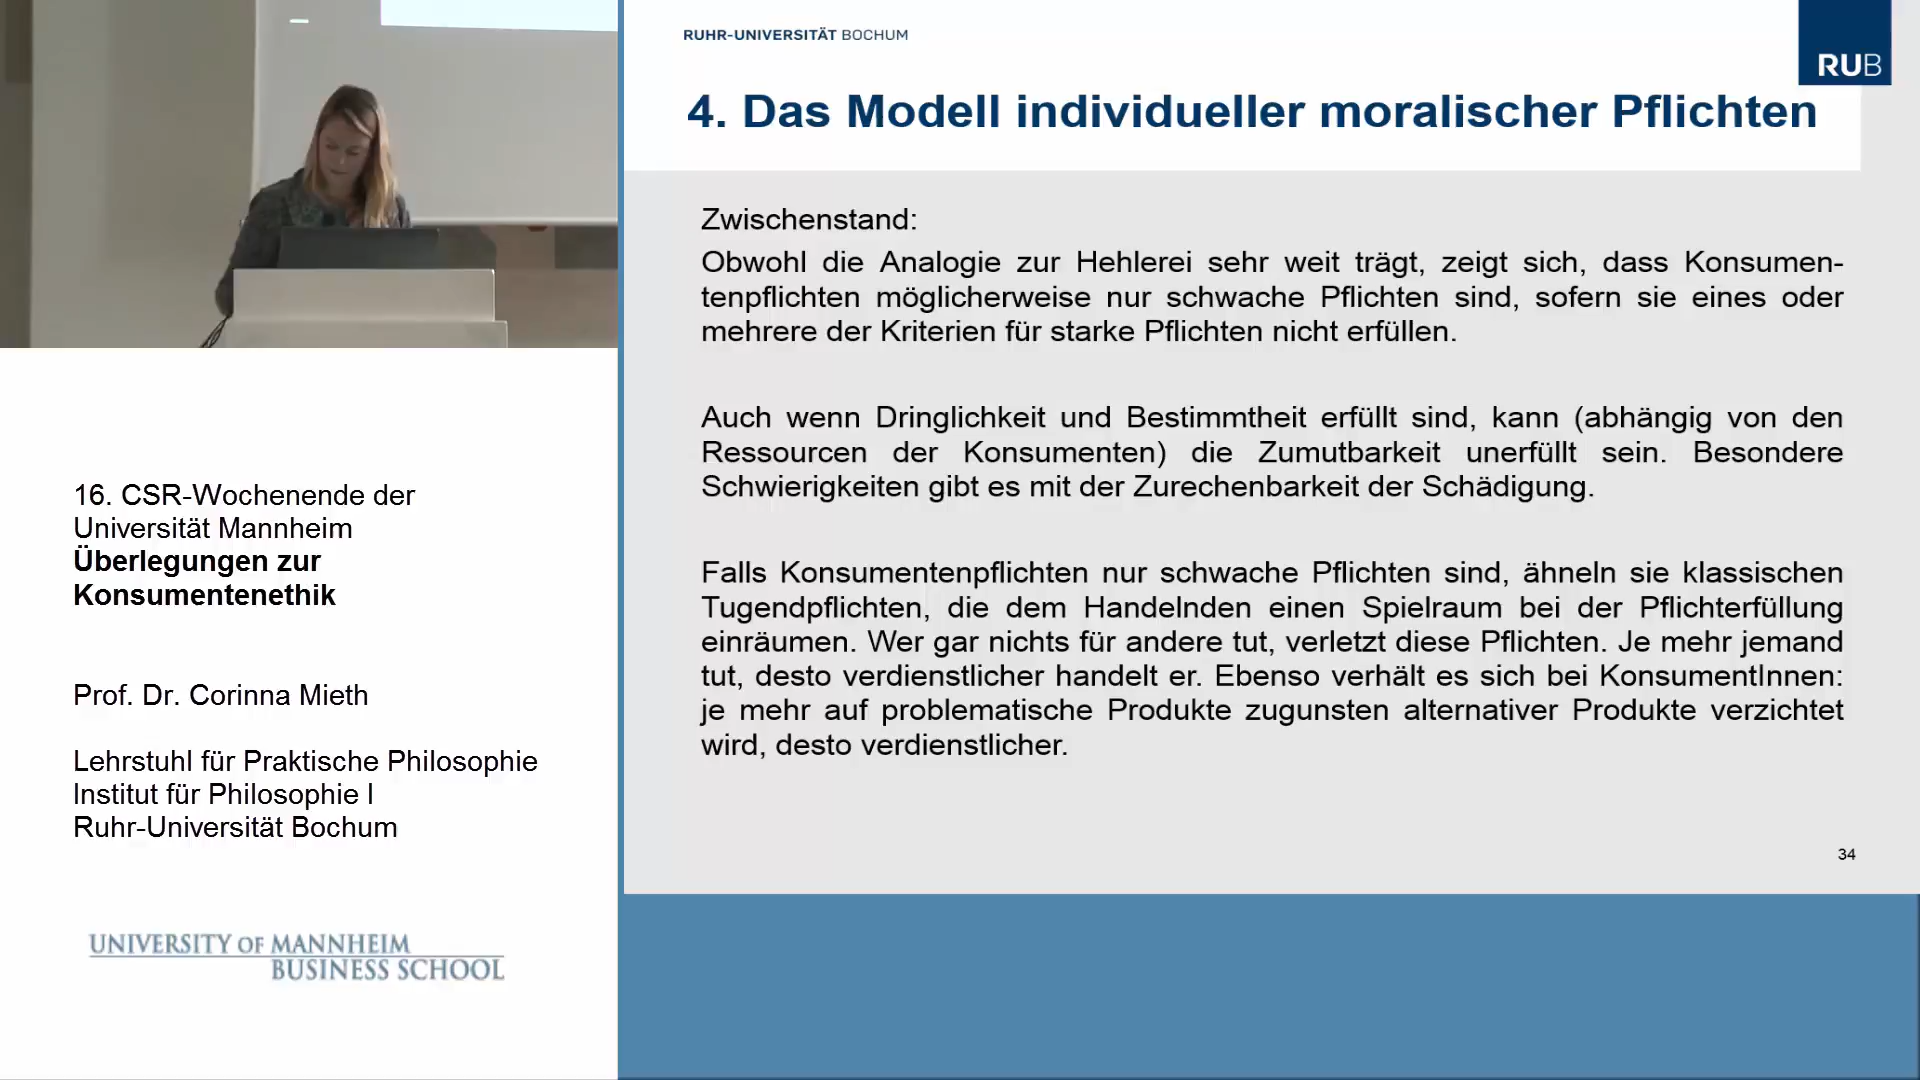 RUHR-UNIVERSITÄT BOCHUM
RUB
4. Das Modell individueller moralischer Pflichten
Zwischenstand:
Obwohl die Analogie zur Hehlerei sehr weit trägt, zeigt sich, dass Konsumen-
tenpflichten möglicherweise nur schwache Pflichten sind, sofern sie eines oder
mehrere der Kriterien für starke Pflichten nicht erfüllen.
Auch wenn Dringlichkeit und Bestimmtheit erfüllt sind, kann (abhängig von den
Ressourcen der Konsumenten) die Zumutbarkeit unerfüllt sein. Besondere
Schwierigkeiten gibt es mit der Zurechenbarkeit der Schädigung.
Falls Konsumentenpflichten nur schwache Pflichten sind, ähneln sie klassischen
Tugendpflichten, die dem Handelnden einen Spielraum bei der Pflichterfüllung
einräumen. Wer gar nichts für andere tut, verletzt diese Pflichten. Je mehr jemand
tut, desto verdienstlicher handelt er. Ebenso verhält es sich bei KonsumentInnen:
je mehr auf problematische Produkte zugunsten alternativer Produkte verzichtet
wird, desto verdienstlicher.
34
16. CSR-Wochenende der
Universität Mannheim
Überlegungen zur
Konsumentenethik
Prof. Dr. Corinna Mieth
Lehrstuhl für Praktische Philosophie
Institut für Philosophie I
Ruhr-Universität Bochum
UNIVERSITY OF MANNHEIM
BUSINESS SCHOOL